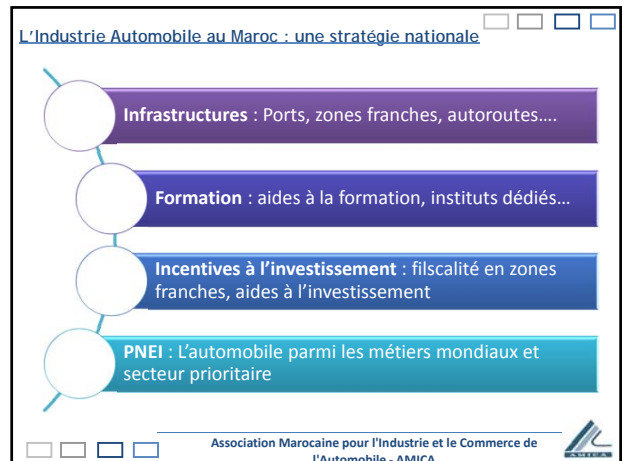 L'Industrie Automobile au Maroc : une stratégie nationale
Infrastructures : Ports, zones franches, autoroutes....
Formation : aides à la formation, instituts dédiés...
Incentives à l'investissement : filscalité en zones
franches, aides à l'investissement
PNEI : L'automobile parmi les métiers mondiaux et
secteur prioritaire
Association Marocaine pour l'Industrie et le Commerce de
l'Automobile - AMICA
AMICA